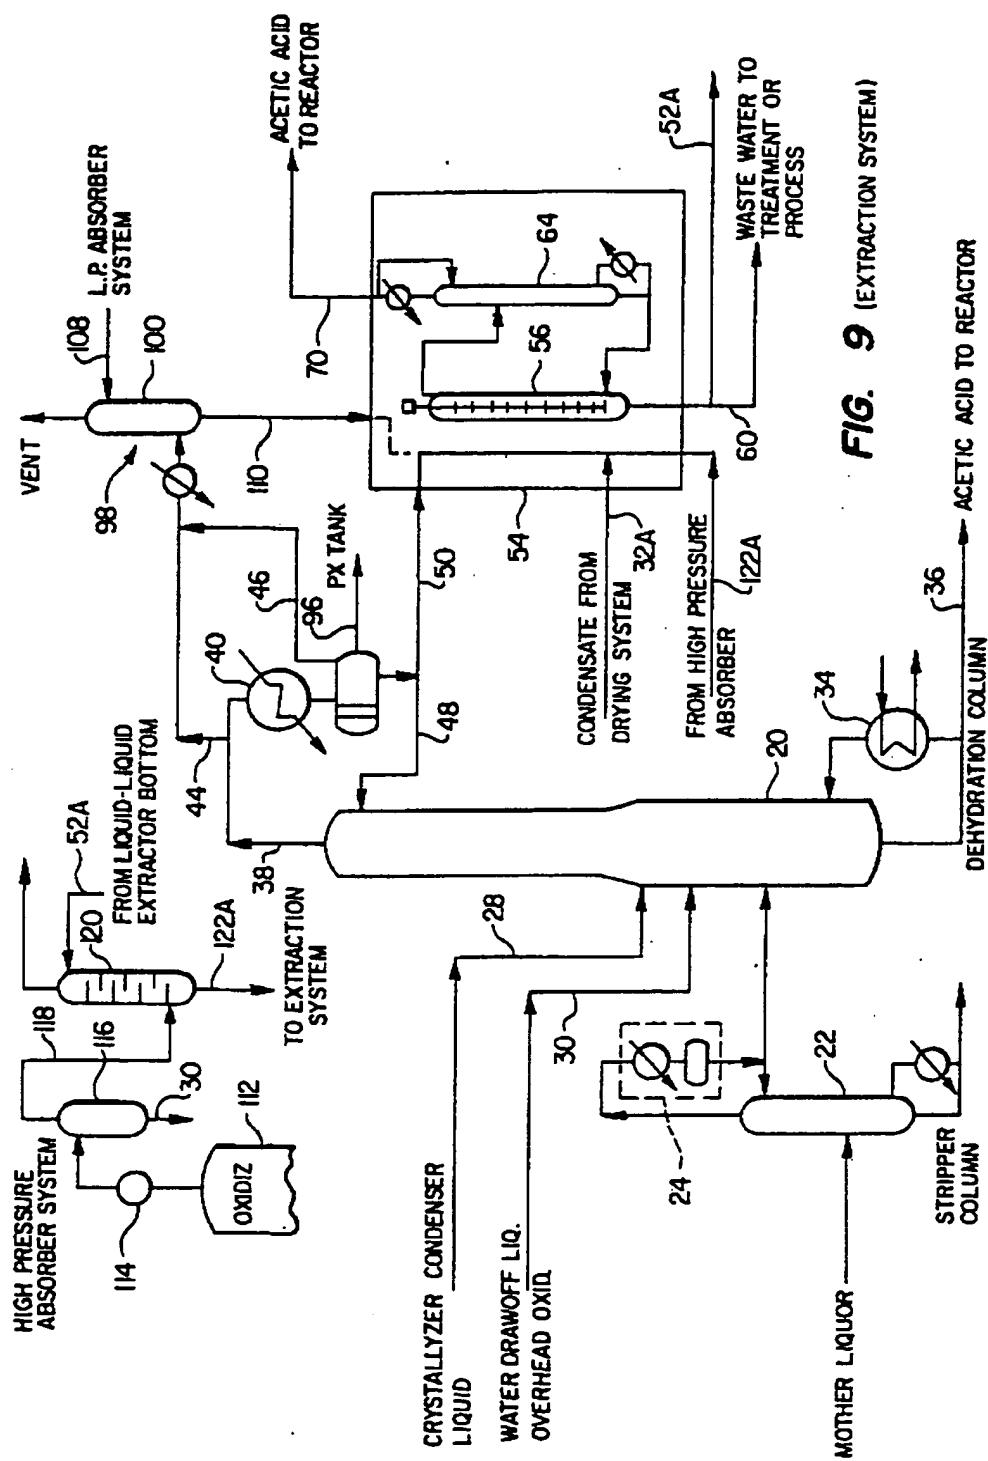 HIGH PRESSURE
ABSORBER SYSTEM
114
OXIDIZ
112
30
116
118
120
52A
FROM LIQUID-LIQUID
EXTRACTOR BOTTOM
122A
TO EXTRACTION
SYSTEM
VENT
98
108
L.P. ABSORBER
SYSTEM
100
110
44
38
40
46
96
PX TANK
48
50
70
ACETIC ACID
TO REACTOR
64
56
54
CONDENSATE FROM
DRYING SYSTEM
32A
FROM HIGH PRESSURE
ABSORBER
122A
60
52A
WASTE WATER TO
TREATMENT OR
PROCESS
CRYSTALLYZER CONDENSER
LIQUID
28
WATER DRAWOFF LIQ.
OVERHEAD OXID.
30
24
22
MOTHER LIQUOR
STRIPPER
COLUMN
20
34
36
DEHYDRATION COLUMN
ACETIC ACID TO REACTOR
FIG. 9 (EXTRACTION SYSTEM)